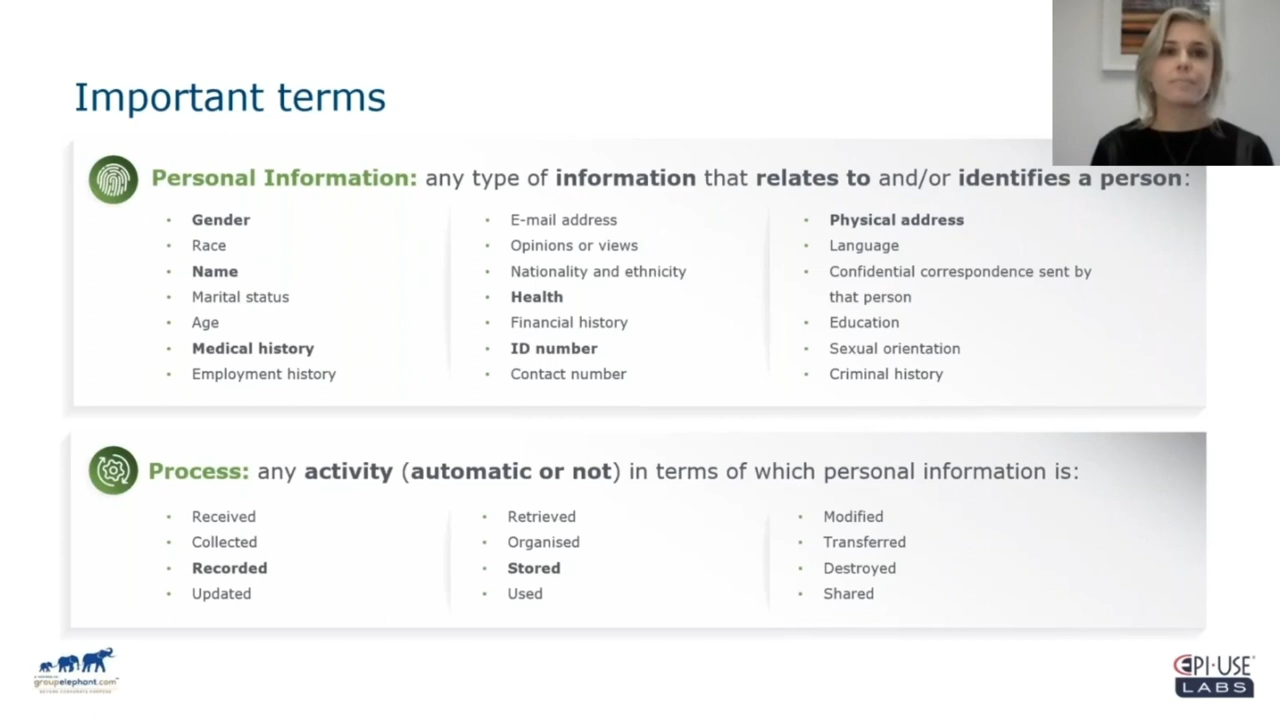 Important terms
Personal Information: any type of information that relates to and/or identifies a person:
Gender
Race
Name
Marital status
Age
Medical history
Employment history
E-mail address
Opinions or views
Nationality and ethnicity
Health
Financial history
ID number
Contact number
Physical address
Language
Confidential correspondence sent by
that person
Education
Sexual orientation
Criminal history
Process: any activity (automatic or not) in terms of which personal information is:
Received
Collected
Recorded
Updated
Retrieved
Organised
Stored
Used
Modified
Transferred
Destroyed
Shared
groupelephant.com
BEYOND CORPORATE PURPOSE
EPI-USE
LABS